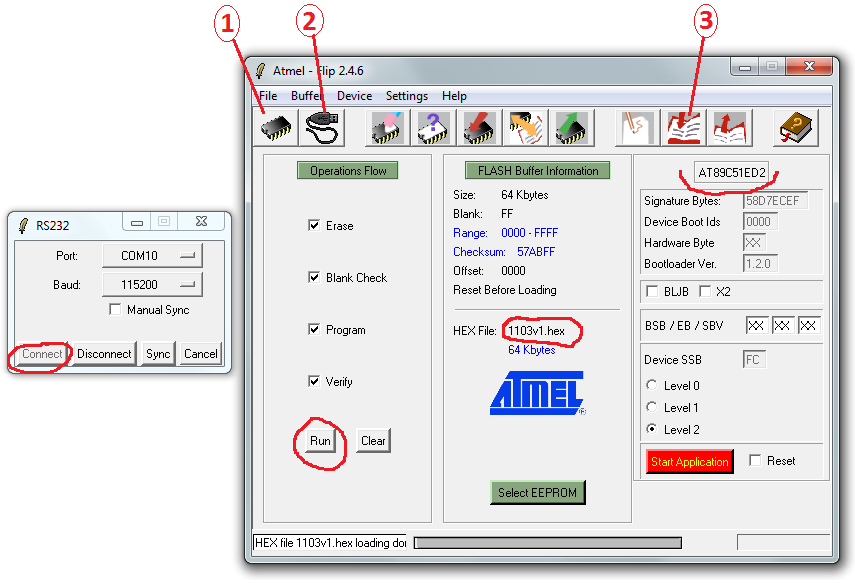 1
2
3
Atmel - Flip 2.4.6
File Buffer Device Settings Help
RS232
Port: COM10
Baud: 115200
Manual Sync
Connect Disconnect Sync Cancel
Operations Flow
Erase
Blank Check
Program
Verify
Run Clear
FLASH Buffer Information
Size: 64 Kbytes
Blank: FF
Range: 0000 - FFFF
Checksum: 57ABFF
Offset: 0000
Reset Before Loading
HEX File: 1103v1.hex
64 Kbytes
ATMEL
Select EEPROM
AT89C51ED2
Signature Bytes: 58D7ECEF
Device Boot Ids 0000
Hardware Byte XX
Bootloader Ver. 1.2.0
BLJB X2
BSB / EB / SBV XX XX XX
Device SSB FC
Level 0
Level 1
Level 2
Start Application Reset
HEX file 1103v1.hex loading dor